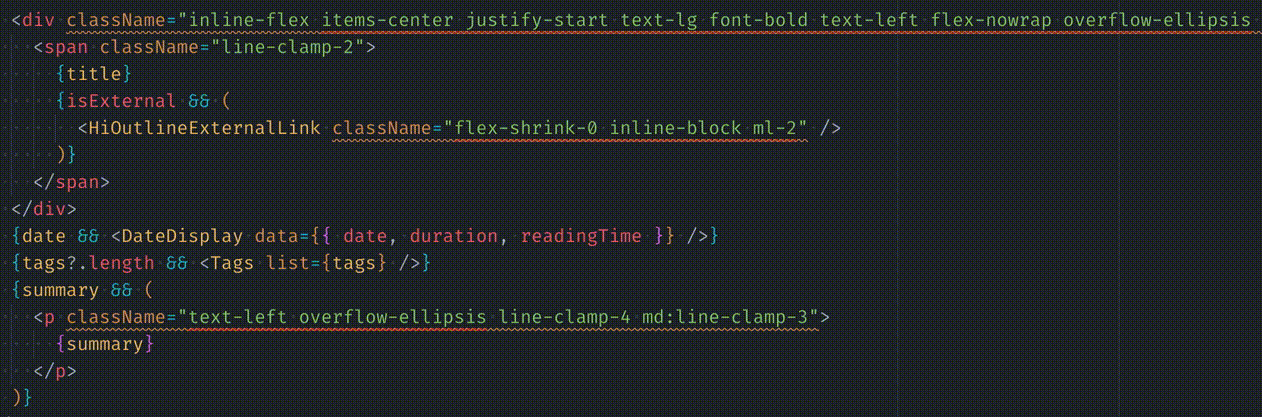 <div className="inline-flex items-center justify-start text-lg font-bold text-left flex-nowrap overflow-ellipsis
<span className="line-clamp-2">
{title}
{isExternal && (
<HiOutlineExternalLink className="flex-shrink-0 inline-block ml-2" />
)}
</span>
</div>
{date && <DateDisplay data={{ date, duration, readingTime }} />}
{tags?.length && <Tags list={tags} />}
{summary && (
<p className="text-left overflow-ellipsis line-clamp-4 md:line-clamp-3">
{summary}
</p>
)}